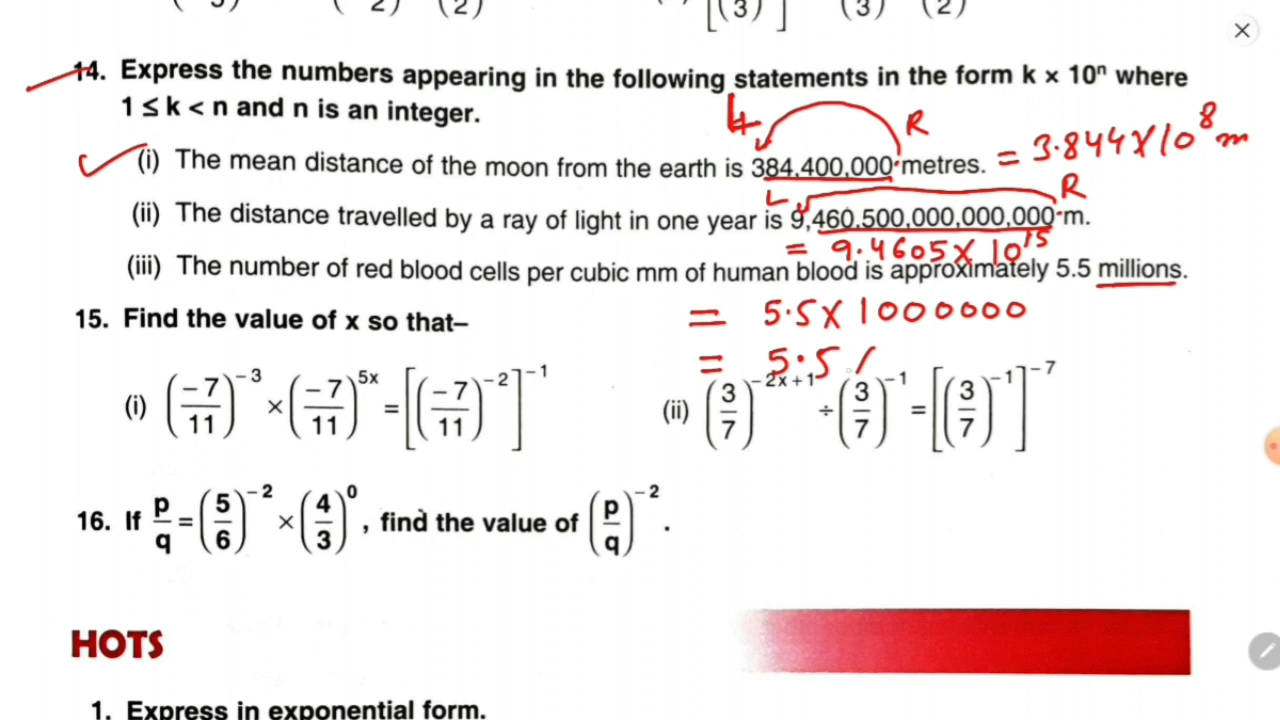 14. Express the numbers appearing in the following statements in the form k × 10ⁿ where
1 ≤ k < n and n is an integer.
L R
(i) The mean distance of the moon from the earth is 384,400,000 metres. = 3.844 × 10⁸ m
L R
(ii) The distance travelled by a ray of light in one year is 9,460,500,000,000,000 m.
= 9.4605 × 10¹⁵
(iii) The number of red blood cells per cubic mm of human blood is approximately 5.5 millions.
= 5.5 × 1000000
15. Find the value of x so that–
= 5.5
(i) (-7/11)⁻³ × (-7/11)⁵ˣ = [(-7/11)⁻²]⁻¹ (ii) (3/7)⁻²ˣ⁺¹ ÷ (3/7)⁻¹ = [(3/7)⁻¹]⁻⁷
16. If p/q = (5/6)⁻² × (4/3)⁰, find the value of (p/q)⁻².
HOTS
1. Express in exponential form.